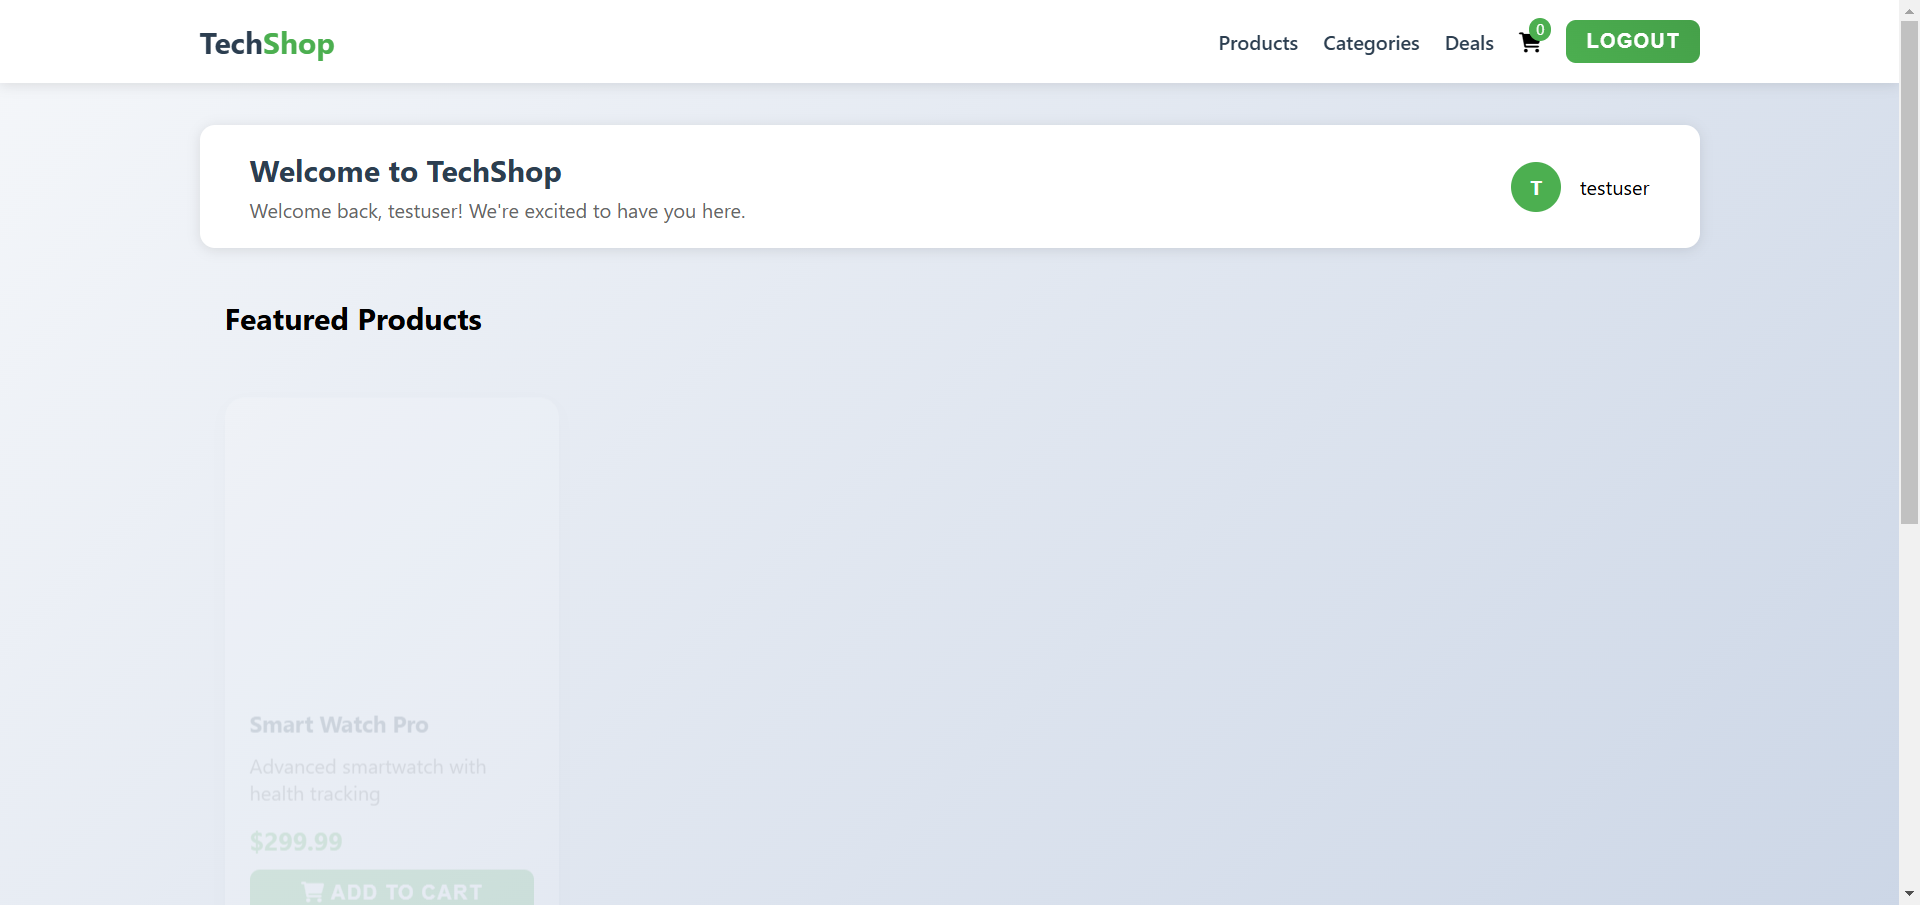 TechShop
Products Categories Deals 0 LOGOUT
Welcome to TechShop
Welcome back, testuser! We're excited to have you here.
T testuser
Featured Products
Smart Watch Pro
Advanced smartwatch with
health tracking
$299.99
ADD TO CART